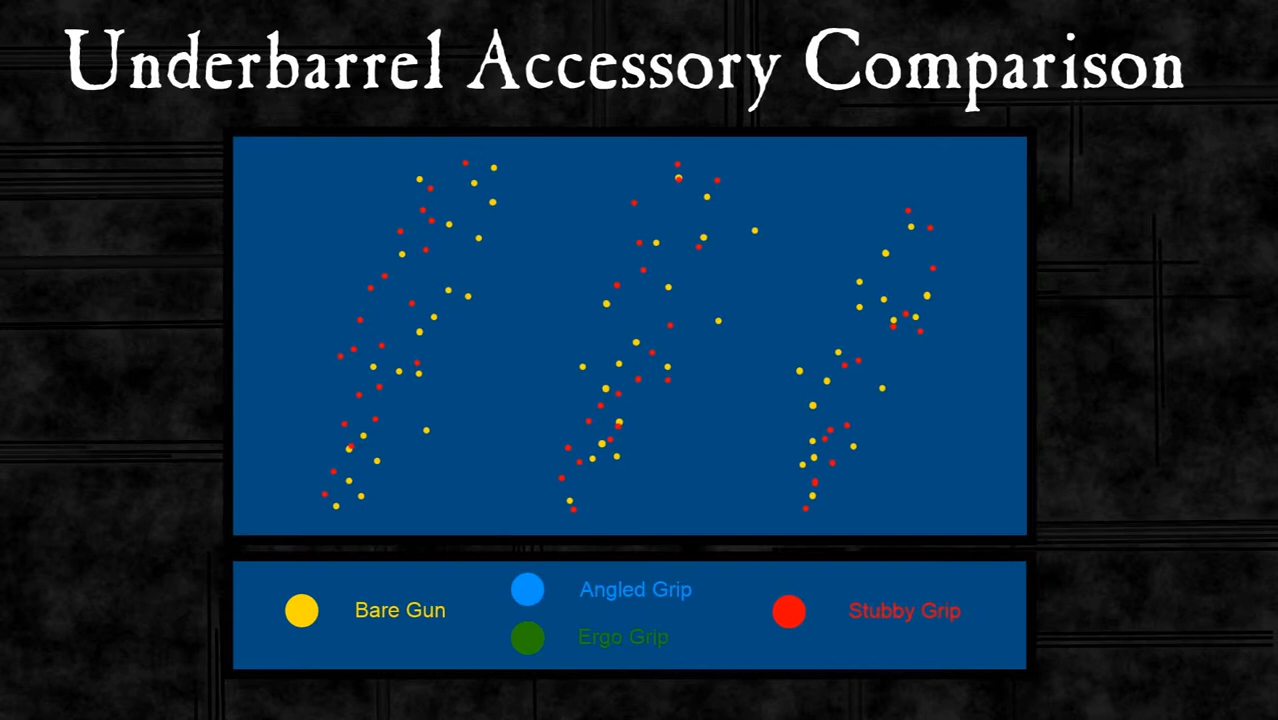 Underbarrel Accessory Comparison
Bare Gun
Angled Grip
Ergo Grip
Stubby Grip